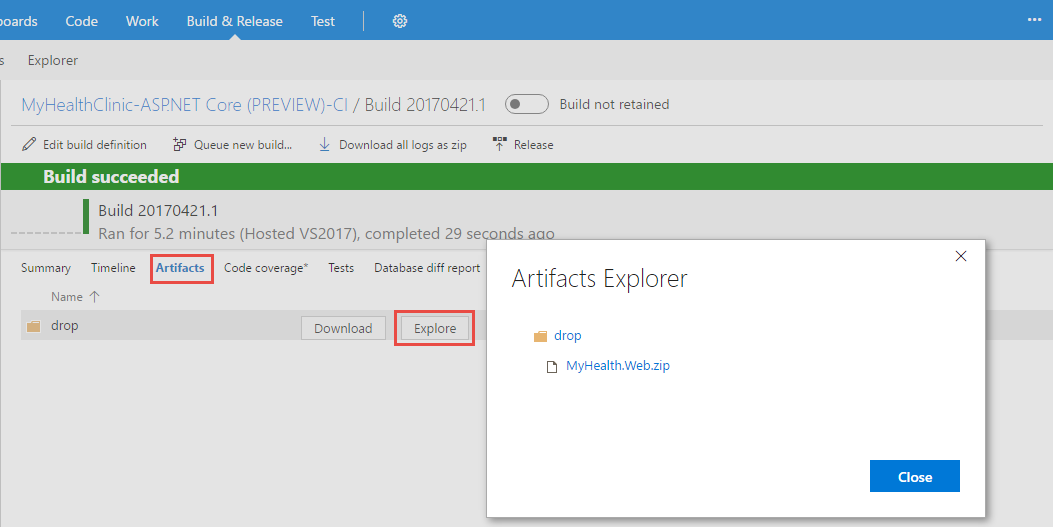 boards Code Work Build & Release Test ...
s Explorer
MyHealthClinic-ASP.NET Core (PREVIEW)-CI / Build 20170421.1 Build not retained
Edit build definition Queue new build... Download all logs as zip Release
Build succeeded
Build 20170421.1
Ran for 5.2 minutes (Hosted VS2017), completed 29 seconds ago
Summary Timeline Artifacts Code coverage* Tests Database diff report
Name ↑
drop Download Explore
Artifacts Explorer
drop
MyHealth.Web.zip
Close